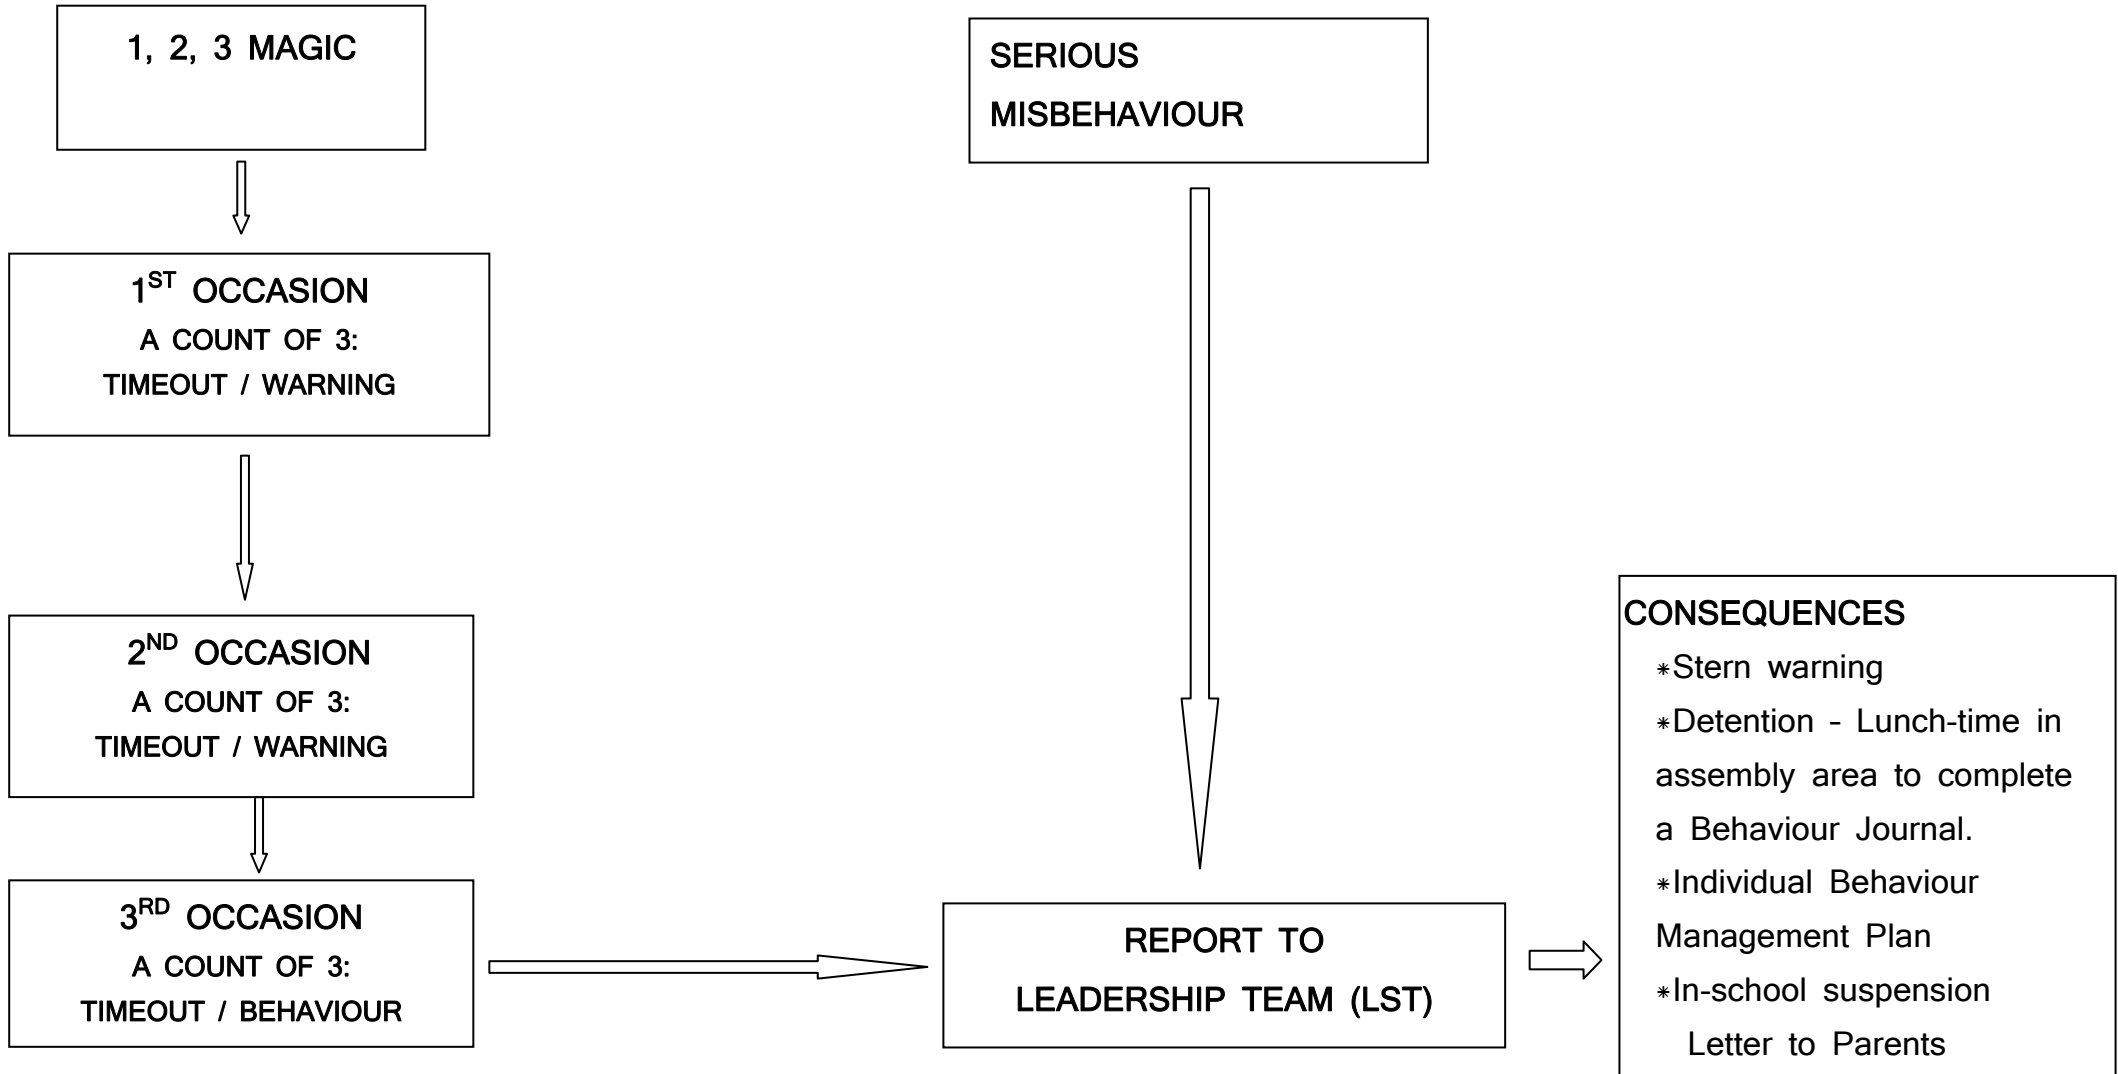 1, 2, 3 MAGIC
SERIOUS
MISBEHAVIOUR
1ST OCCASION
A COUNT OF 3:
TIMEOUT / WARNING
2ND OCCASION
A COUNT OF 3:
TIMEOUT / WARNING
3RD OCCASION
A COUNT OF 3:
TIMEOUT / BEHAVIOUR
REPORT TO
LEADERSHIP TEAM (LST)
CONSEQUENCES
*Stern warning
*Detention – Lunch-time in
assembly area to complete
a Behaviour Journal.
*Individual Behaviour
Management Plan
*In-school suspension
Letter to Parents